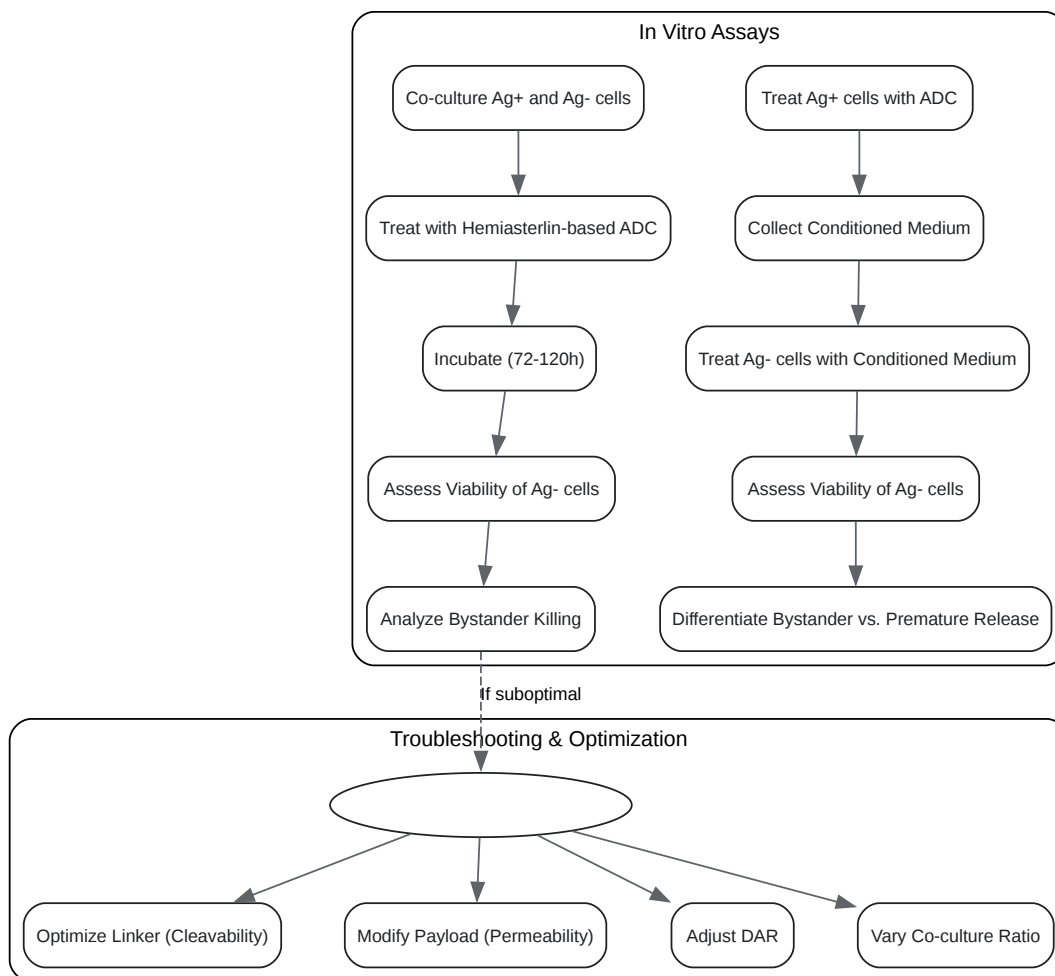 In Vitro Assays
Co-culture Ag+ and Ag- cells
Treat Ag+ cells with ADC
Treat with Hemiasterlin-based ADC
Collect Conditioned Medium
Incubate (72-120h)
Treat Ag- cells with Conditioned Medium
Assess Viability of Ag- cells
Assess Viability of Ag- cells
Analyze Bystander Killing
Differentiate Bystander vs. Premature Release
If suboptimal
Troubleshooting & Optimization
Optimize Linker (Cleavability)
Modify Payload (Permeability)
Adjust DAR
Vary Co-culture Ratio